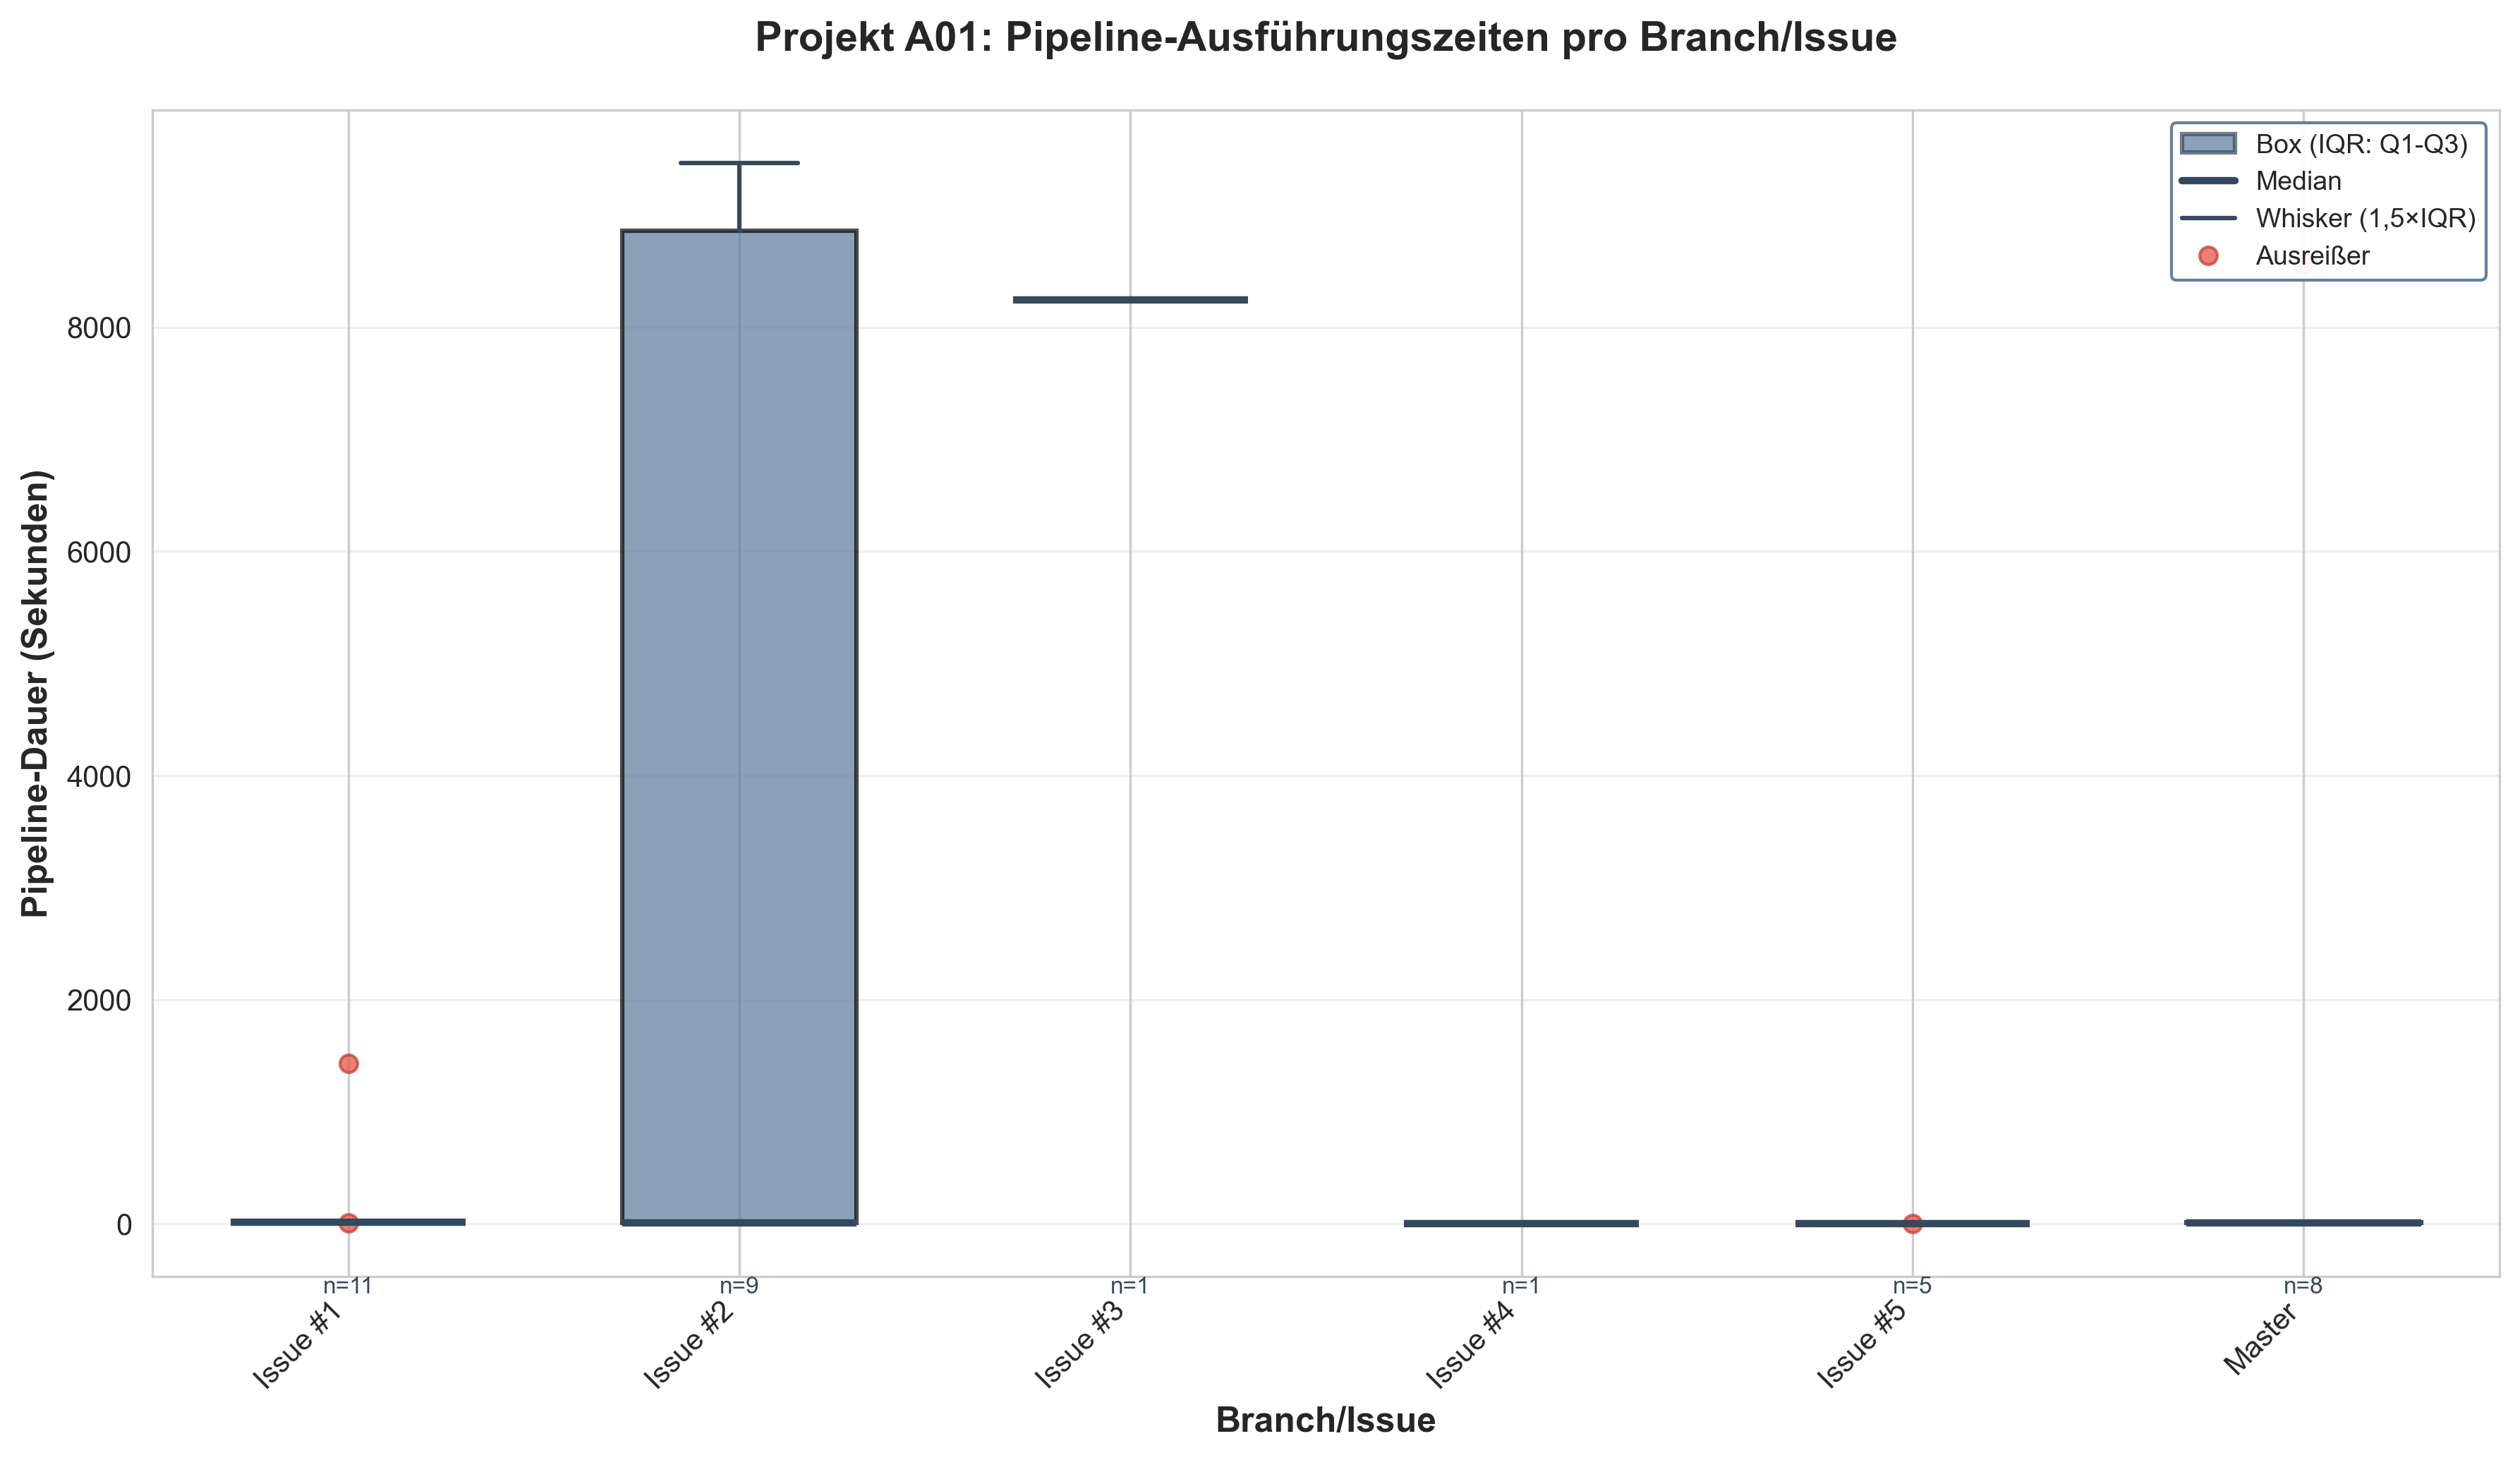 Projekt A01: Pipeline-Ausführungszeiten pro Branch/Issue
Box (IQR: Q1-Q3)
Median
Whisker (1,5×IQR)
Ausreißer
Pipeline-Dauer (Sekunden)
8000
6000
4000
2000
0
n=11
n=9
n=1
n=1
n=5
n=8
Issue #1
Issue #2
Issue #3
Issue #4
Issue #5
Master
Branch/Issue